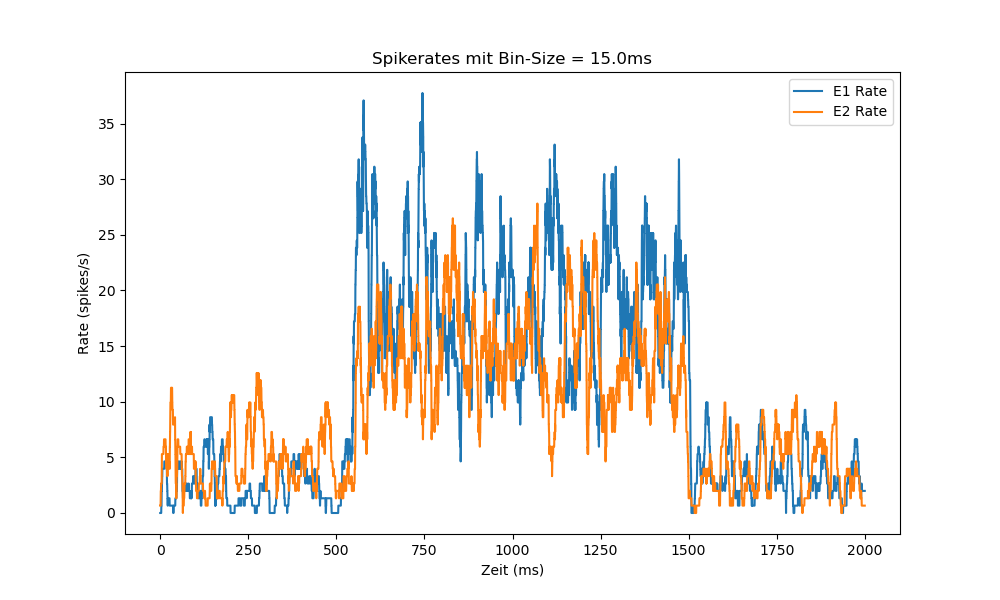 Spikerates mit Bin-Size = 15.0ms
E1 Rate
E2 Rate
35
30
25
20
15
10
5
0
Rate (spikes/s)
0 250 500 750 1000 1250 1500 1750 2000
Zeit (ms)